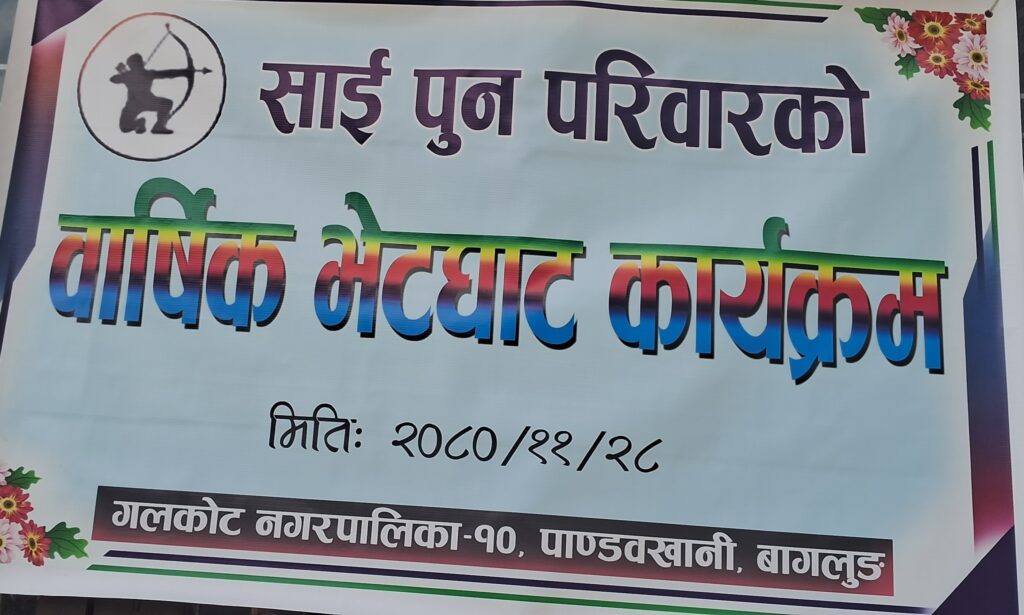 साई पुन परिवारको
वार्षिक भेटघाट कार्यक्रम
मितिः २०८०/११/२८
गलकोट नगरपालिका-१०, पाण्डवखानी, बागलुङ